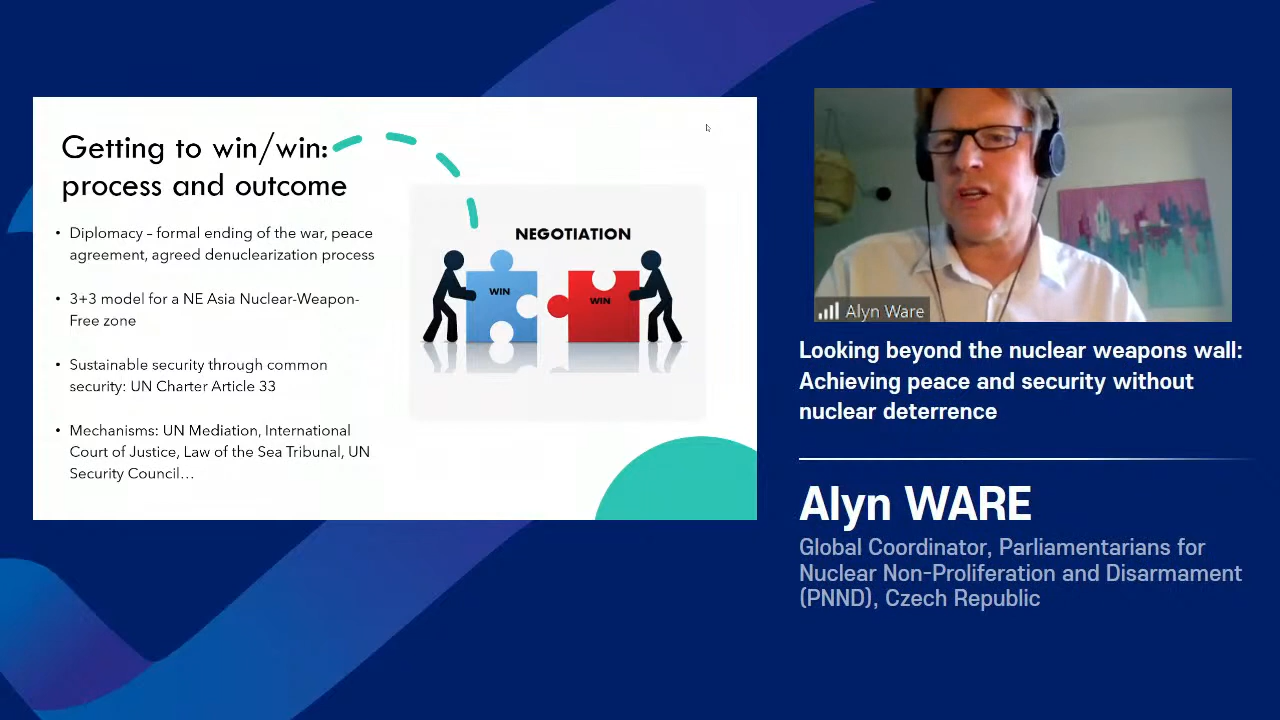 Getting to win/win:
process and outcome
• Diplomacy – formal ending of the war, peace
agreement, agreed denuclearization process
• 3+3 model for a NE Asia Nuclear-Weapon-
Free zone
• Sustainable security through common
security: UN Charter Article 33
• Mechanisms: UN Mediation, International
Court of Justice, Law of the Sea Tribunal, UN
Security Council…
NEGOTIATION
WIN
WIN
Alyn Ware
Looking beyond the nuclear weapons wall:
Achieving peace and security without
nuclear deterrence
Alyn WARE
Global Coordinator, Parliamentarians for
Nuclear Non-Proliferation and Disarmament
(PNND), Czech Republic